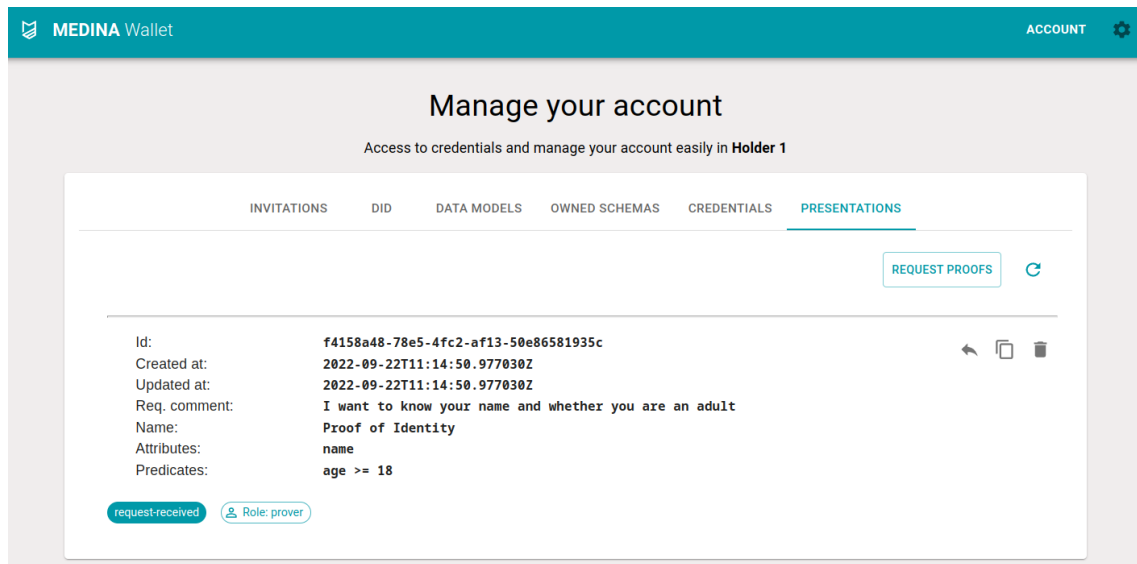 MEDINA Wallet ACCOUNT
Manage your account
Access to credentials and manage your account easily in Holder 1
INVITATIONS DID DATA MODELS OWNED SCHEMAS CREDENTIALS PRESENTATIONS
REQUEST PROOFS
Id: f4158a48-78e5-4fc2-af13-50e86581935c
Created at: 2022-09-22T11:14:50.977030Z
Updated at: 2022-09-22T11:14:50.977030Z
Req. comment: I want to know your name and whether you are an adult
Name: Proof of Identity
Attributes: name
Predicates: age >= 18
request-received Role: prover